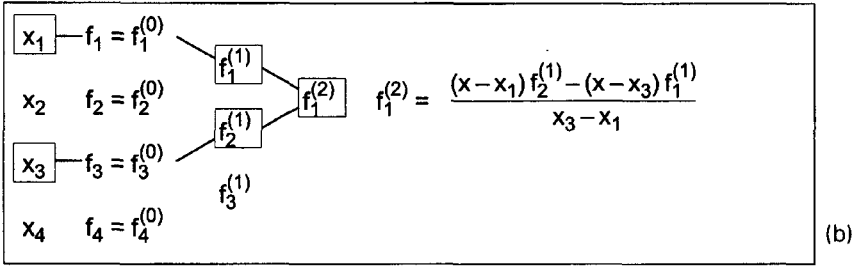 x₁ f₁ = f₁⁽⁰⁾
f₁⁽¹⁾
x₂ f₂ = f₂⁽⁰⁾ f₁⁽²⁾ f₁⁽²⁾ = (x−x₁) f₂⁽¹⁾−(x−x₃) f₁⁽¹⁾ / x₃−x₁
f₂⁽¹⁾
x₃ f₃ = f₃⁽⁰⁾
f₃⁽¹⁾
x₄ f₄ = f₄⁽⁰⁾
(b)